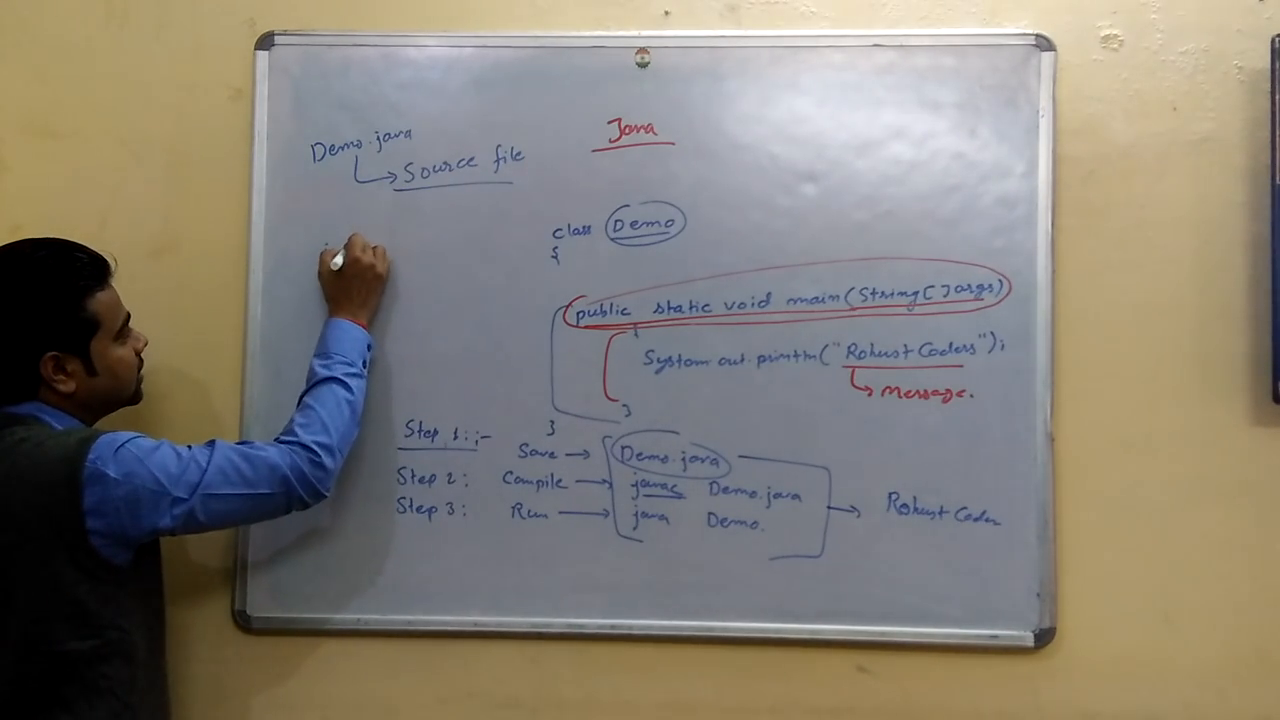 Java
Demo.java
Source file
class Demo
{
public static void main(String[] args)
{
System.out.println("Robust Coders");
message.
}
}
Step 1:- Save → Demo.java
Step 2: Compile → javac Demo.java
Step 3: Run → java Demo.
Robust Coder